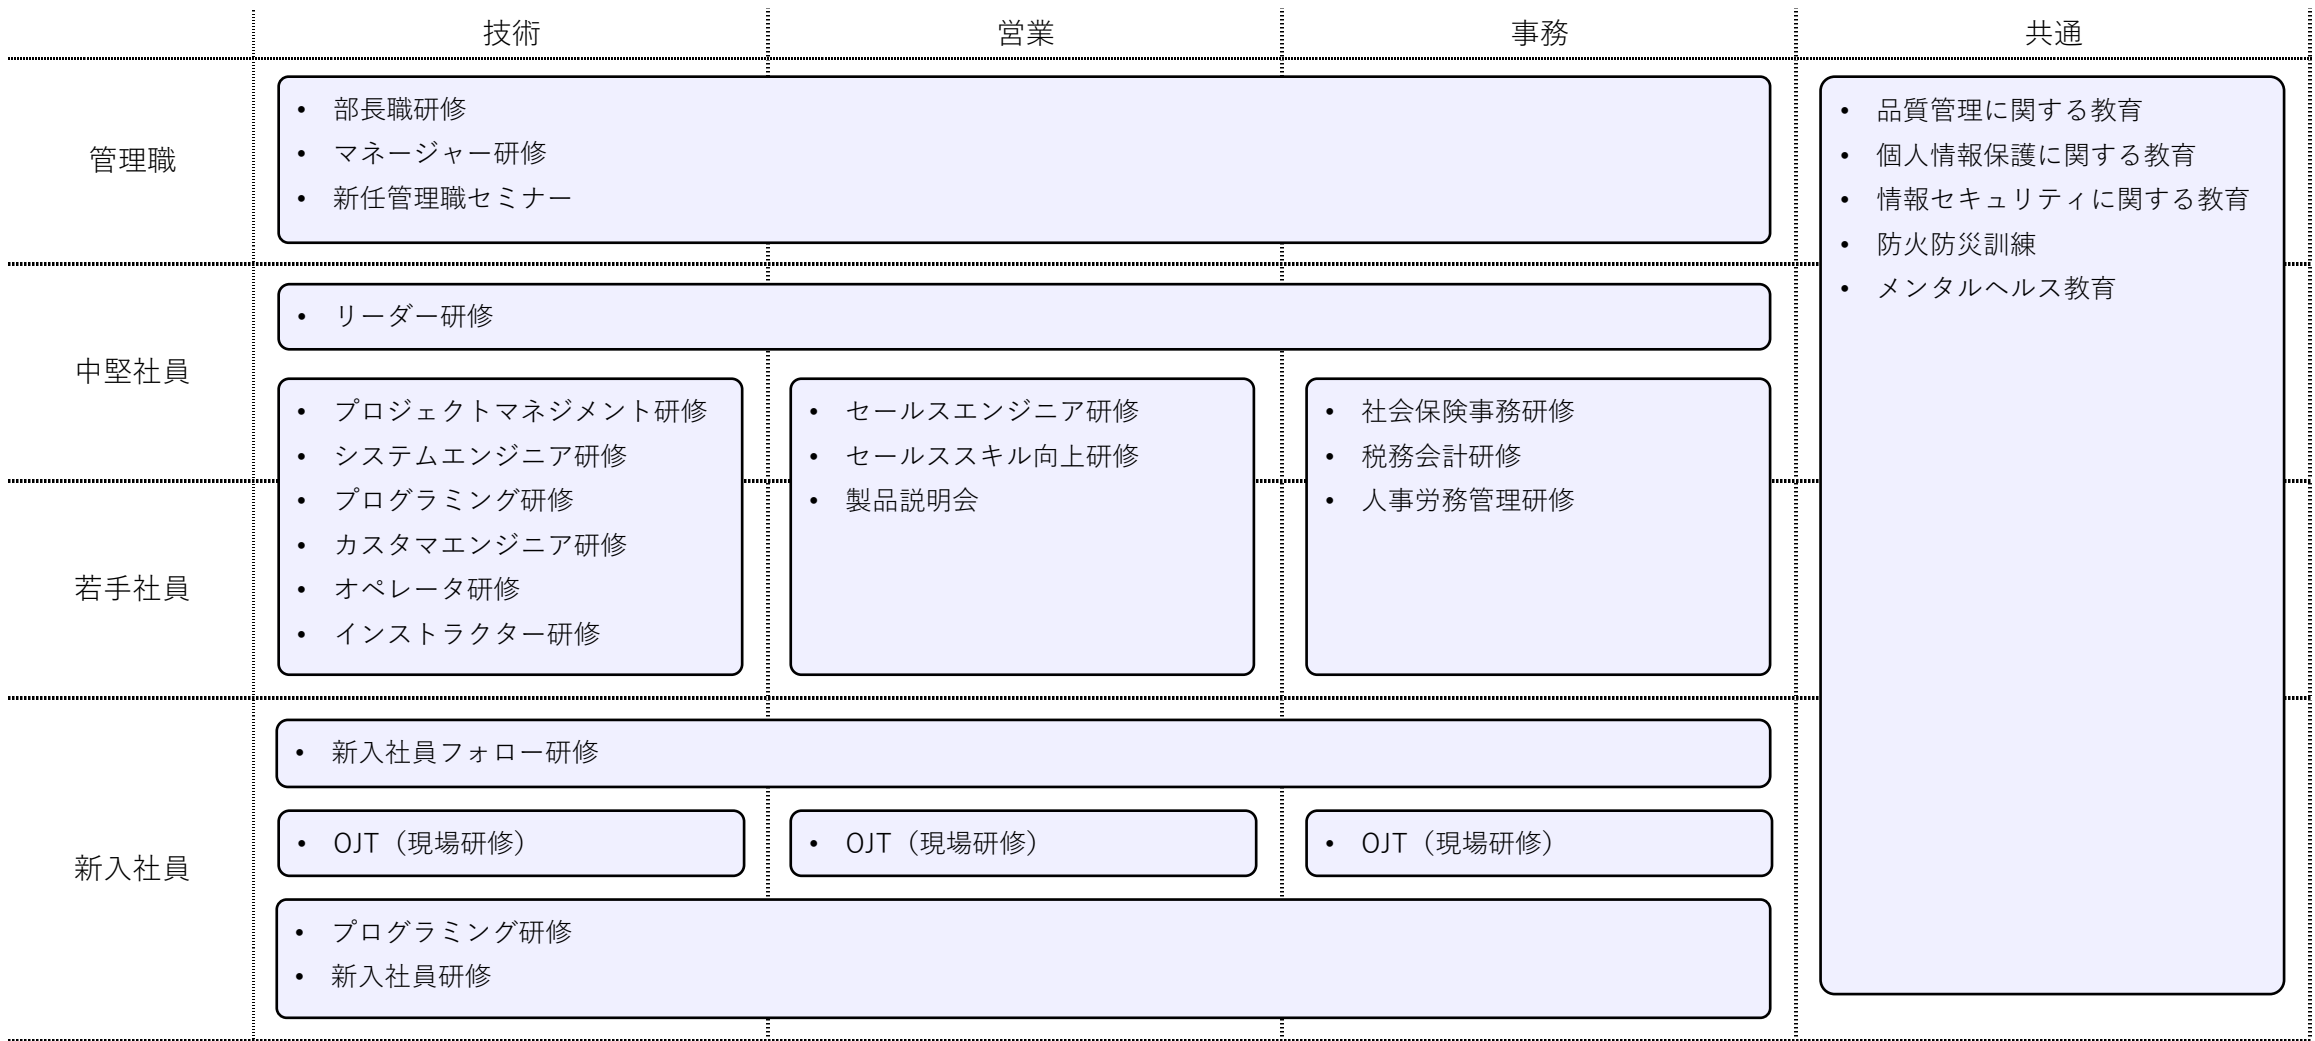 技術 営業 事務 共通
管理職
• 部長職研修
• マネージャー研修
• 新任管理職セミナー
• 品質管理に関する教育
• 個人情報保護に関する教育
• 情報セキュリティに関する教育
• 防火防災訓練
• メンタルヘルス教育
中堅社員
• リーダー研修
• プロジェクトマネジメント研修
• システムエンジニア研修
• プログラミング研修
• カスタマエンジニア研修
• オペレータ研修
• インストラクター研修
• セールスエンジニア研修
• セールススキル向上研修
• 製品説明会
• 社会保険事務研修
• 税務会計研修
• 人事労務管理研修
若手社員
新入社員
• 新入社員フォロー研修
• OJT（現場研修）
• OJT（現場研修）
• OJT（現場研修）
• プログラミング研修
• 新入社員研修